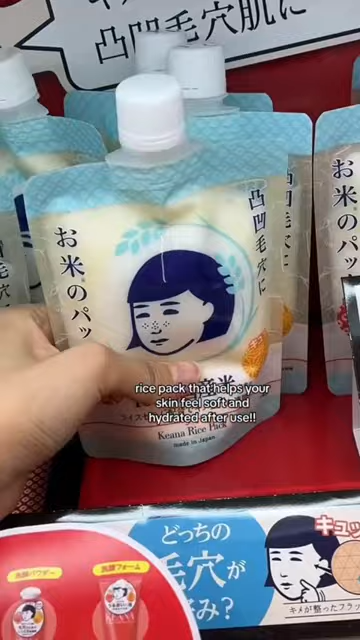 凸凹毛穴肌に
お米のパッ
凸凹毛穴に
rice pack that helps your
skin feel soft and
hydrated after use!!
Keana Rice Pack
made in Japan
どっちの
毛穴が
み?
キュッ
キメが整ったフラッ
洗顔パウダー
洗顔フォーム